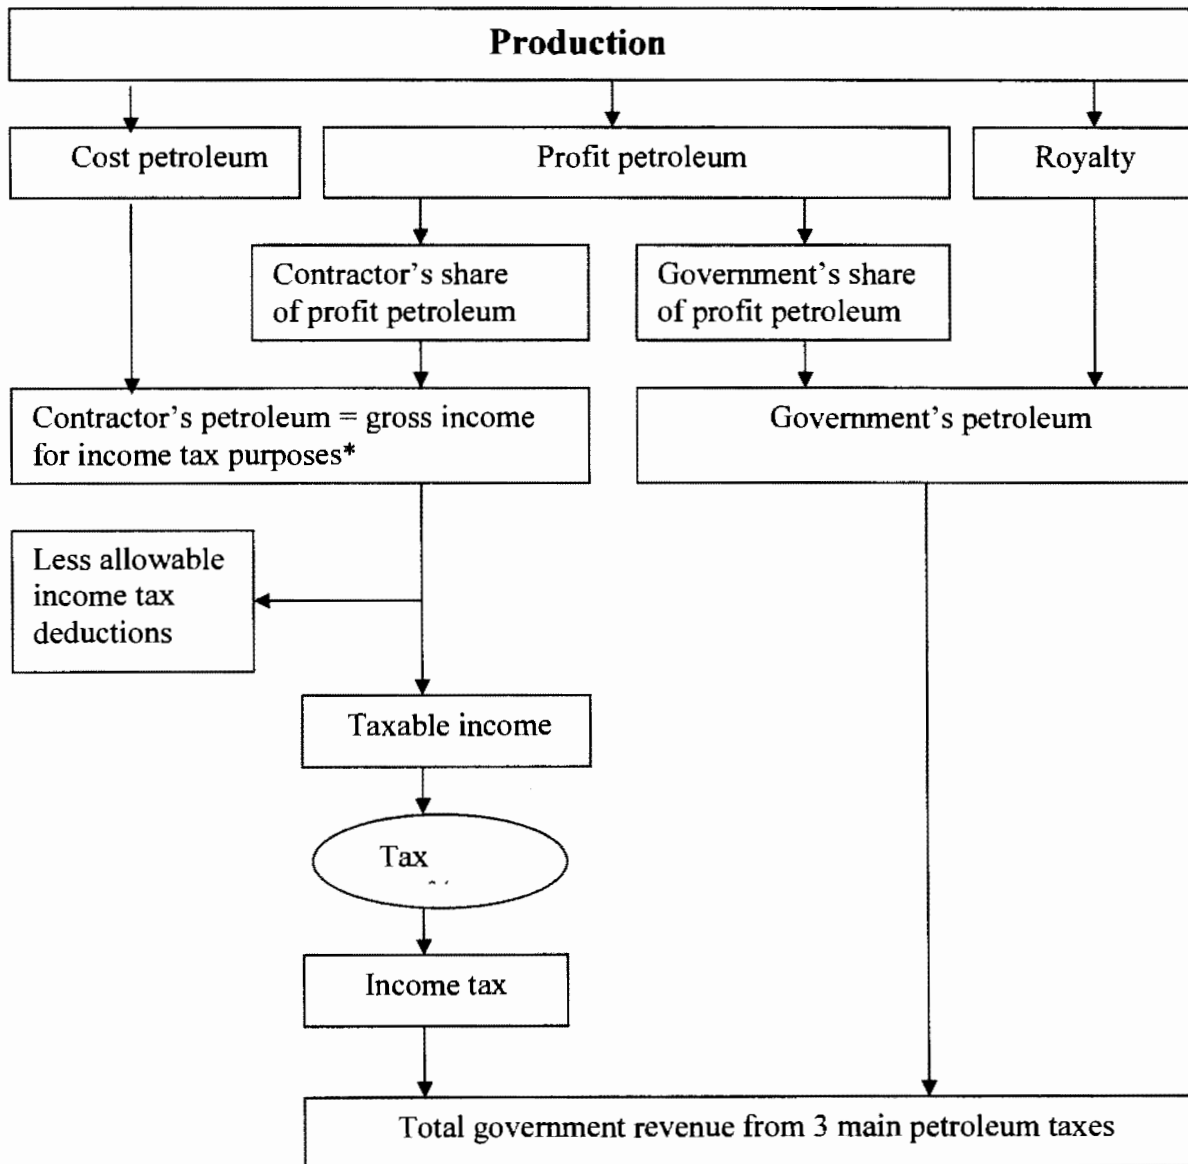 Production
Cost petroleum
Profit petroleum
Royalty
Contractor's share
of profit petroleum
Government's share
of profit petroleum
Contractor's petroleum = gross income
for income tax purposes*
Government's petroleum
Less allowable
income tax
deductions
Taxable income
Tax
Income tax
Total government revenue from 3 main petroleum taxes